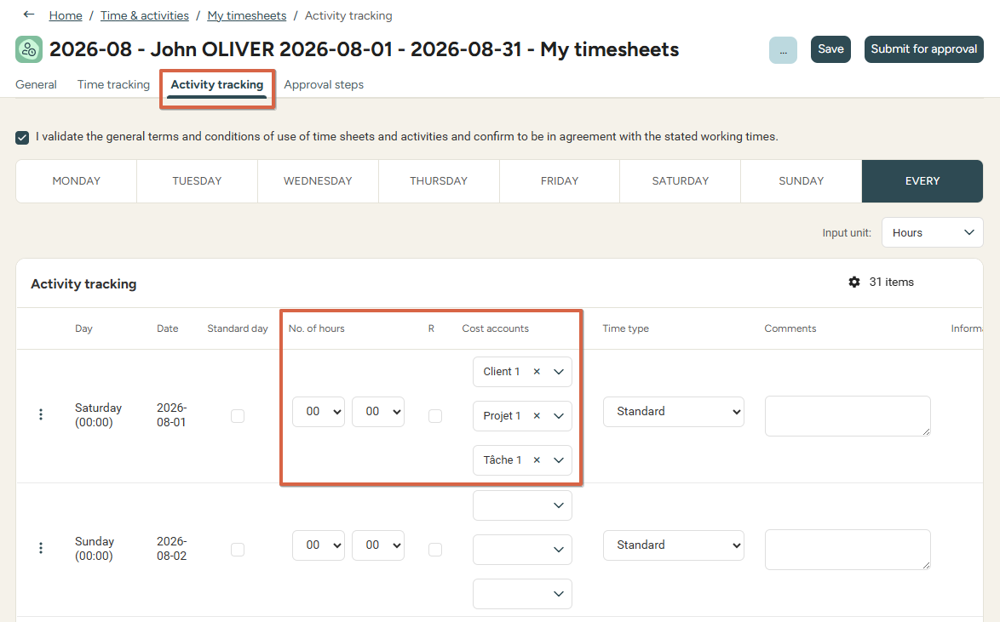 Home / Time & activities / My timesheets / Activity tracking
2026-08 - John OLIVER 2026-08-01 - 2026-08-31 - My timesheets
... Save Submit for approval
General Time tracking Activity tracking Approval steps
I validate the general terms and conditions of use of time sheets and activities and confirm to be in agreement with the stated working times.
MONDAY TUESDAY WEDNESDAY THURSDAY FRIDAY SATURDAY SUNDAY EVERY
Input unit: Hours
Activity tracking 31 items
Day Date Standard day No. of hours R Cost accounts Time type Comments Informa
Client 1
Saturday
(00:00)
2026-
08-01
00 00
Projet 1
Standard
Tâche 1
Sunday
(00:00)
2026-
08-02
00 00
Standard